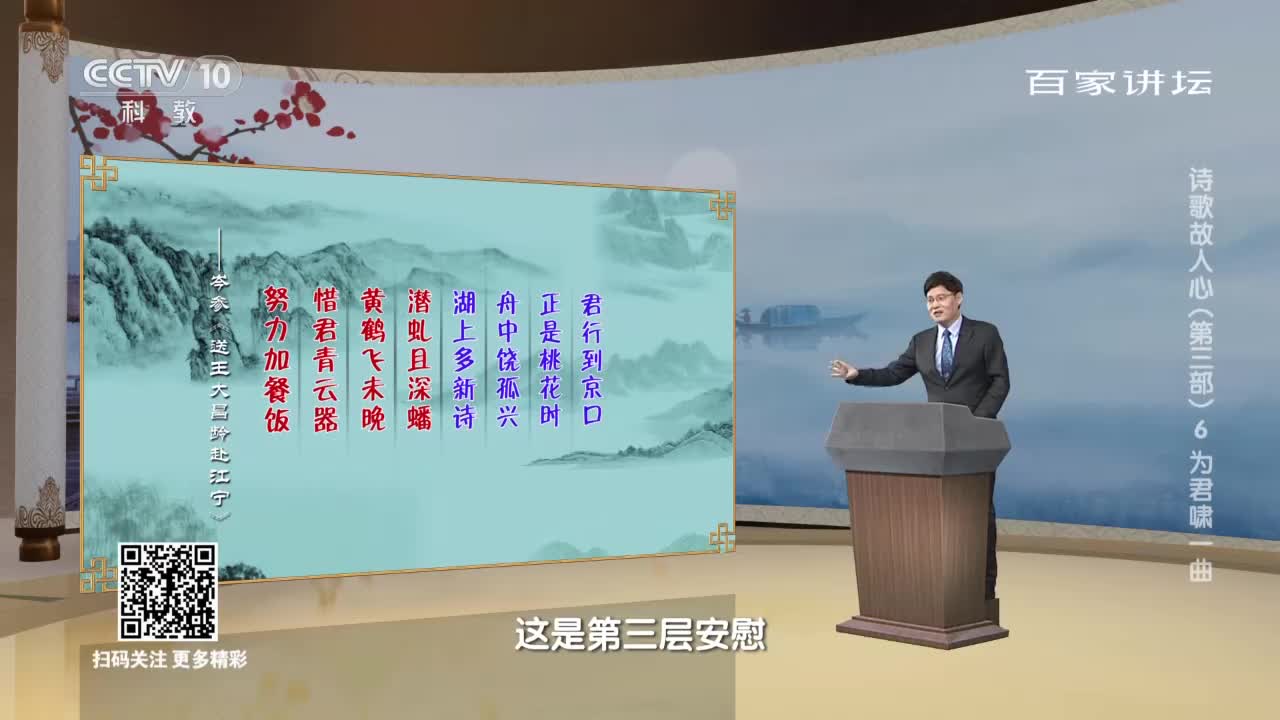 CCTV 10
科教
百家讲坛
诗歌故人心（第三部）6 为君啸一曲
君行到京口
正是桃花时
舟中饶孤兴
湖上多新诗
潜虬且深蟠
黄鹤飞未晚
惜君青云器
努力加餐饭
——岑参《送王大昌龄赴江宁》
这是第三层安慰
扫码关注 更多精彩